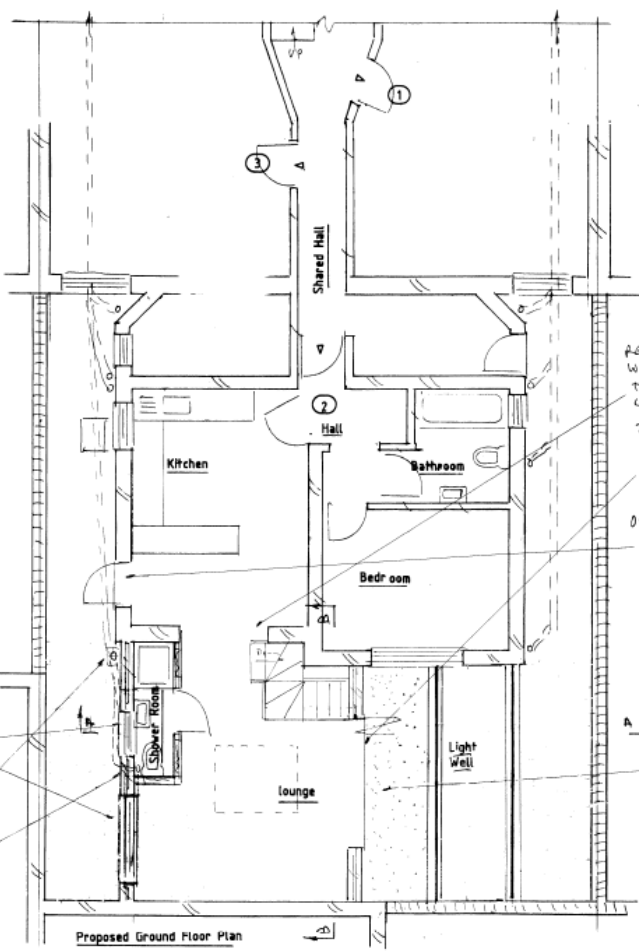 UP
1
3
Shared Hall
2
Hall
Kitchen
Bathroom
Bedroom
B
A
A
Shower Room
Light
Well
lounge
Proposed Ground Floor Plan
B